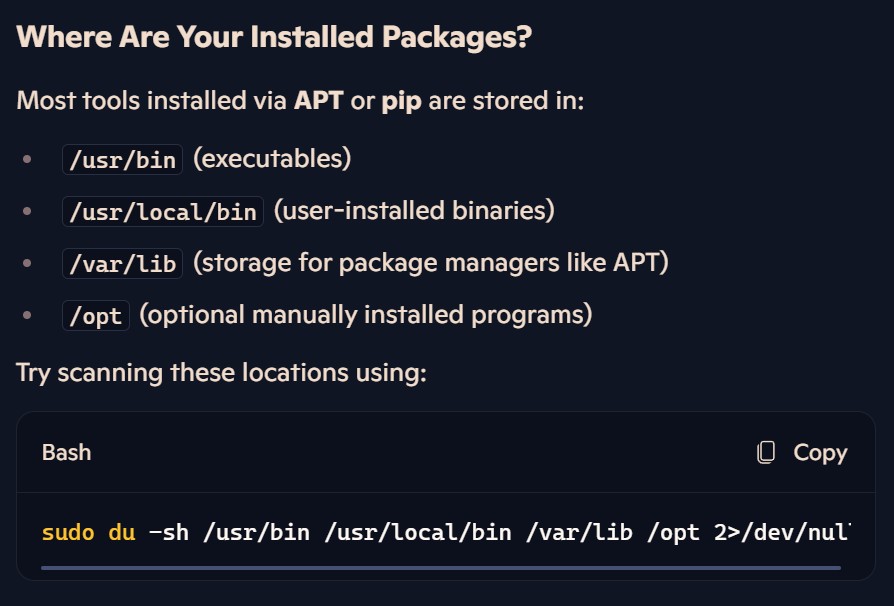 Where Are Your Installed Packages?
Most tools installed via APT or pip are stored in:
/usr/bin (executables)
/usr/local/bin (user-installed binaries)
/var/lib (storage for package managers like APT)
/opt (optional manually installed programs)
Try scanning these locations using:
Bash
Copy
sudo du -sh /usr/bin /usr/local/bin /var/lib /opt 2>/dev/nul